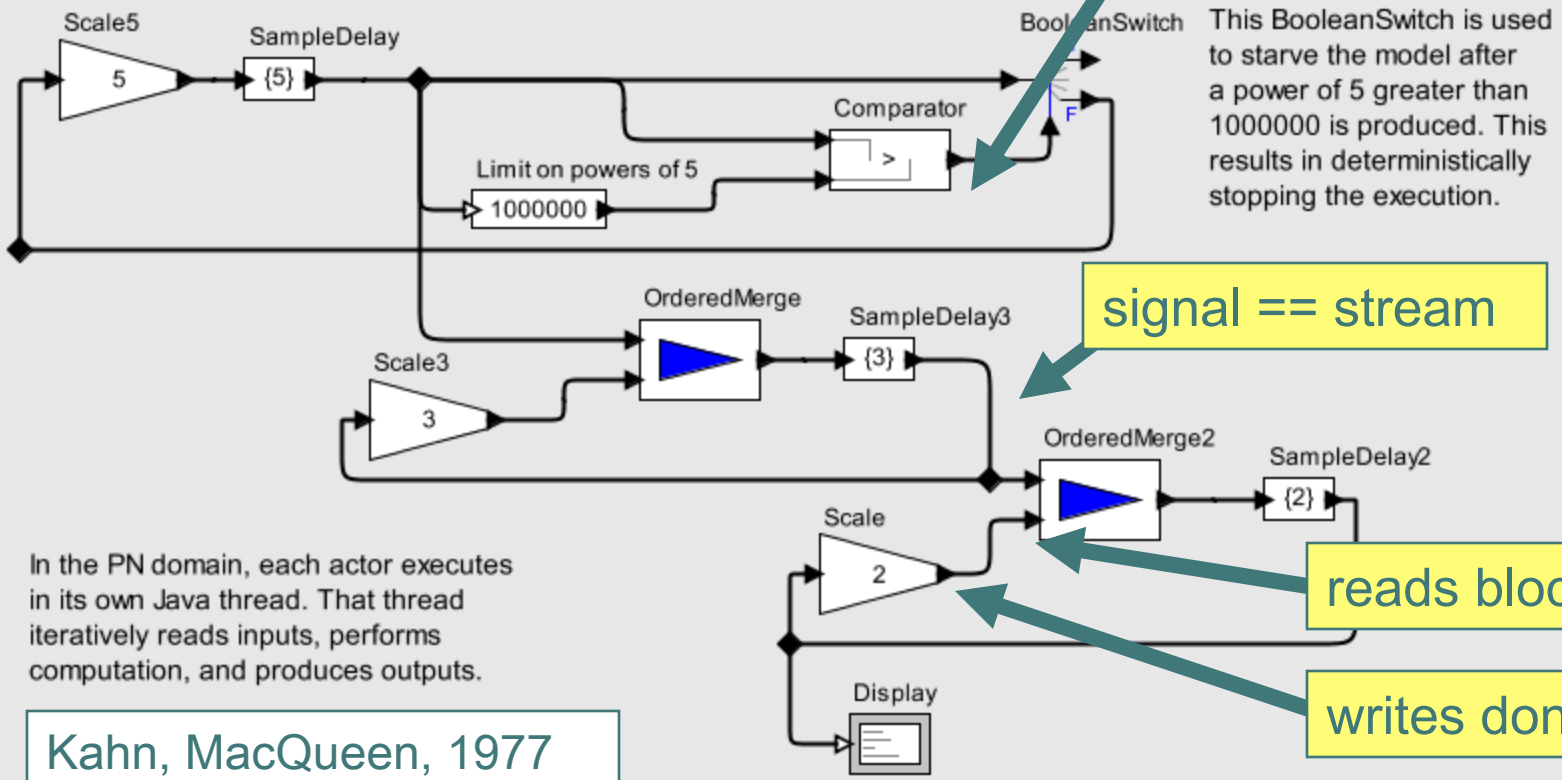 Scale5
5
SampleDelay
{5}
BooleanSwitch
F
This BooleanSwitch is used
to starve the model after
a power of 5 greater than
1000000 is produced. This
results in deterministically
stopping the execution.
Comparator
>
Limit on powers of 5
1000000
signal == stream
OrderedMerge
SampleDelay3
{3}
Scale3
3
OrderedMerge2
SampleDelay2
{2}
Scale
2
In the PN domain, each actor executes
in its own Java thread. That thread
iteratively reads inputs, performs
computation, and produces outputs.
reads
writes
Display
Kahn, MacQueen, 1977